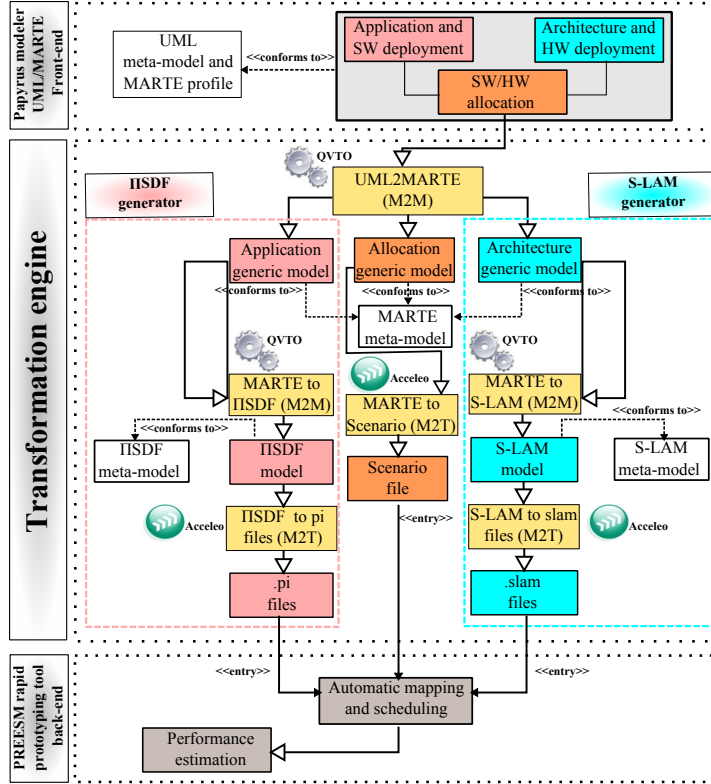 Papyrus modeler
UML/MARTE
Front-end
UML
meta-model and
MARTE profile
<<conforms to>>
Application and
SW deployment
Architecture and
HW deployment
SW/HW
allocation
Transformation engine
QVTO
UML2MARTE
(M2M)
ΠSDF
generator
S-LAM
generator
Application
generic model
Allocation
generic model
Architecture
generic model
<<conforms to>>
<<conforms to>>
<<conforms to>>
MARTE
meta-model
QVTO
QVTO
Acceleo
MARTE to
ΠSDF (M2M)
MARTE to
Scenario (M2T)
MARTE to
S-LAM (M2M)
<<conforms to>>
<<conforms to>>
ΠSDF
meta-model
ΠSDF
model
Scenario
file
S-LAM
model
S-LAM
meta-model
Acceleo
ΠSDF to pi
files (M2T)
<<entry>>
S-LAM to slam
files (M2T)
Acceleo
.pi
files
.slam
files
PREESM rapid
prototyping tool
back-end
<<entry>>
<<entry>>
Automatic mapping
and scheduling
Performance
estimation